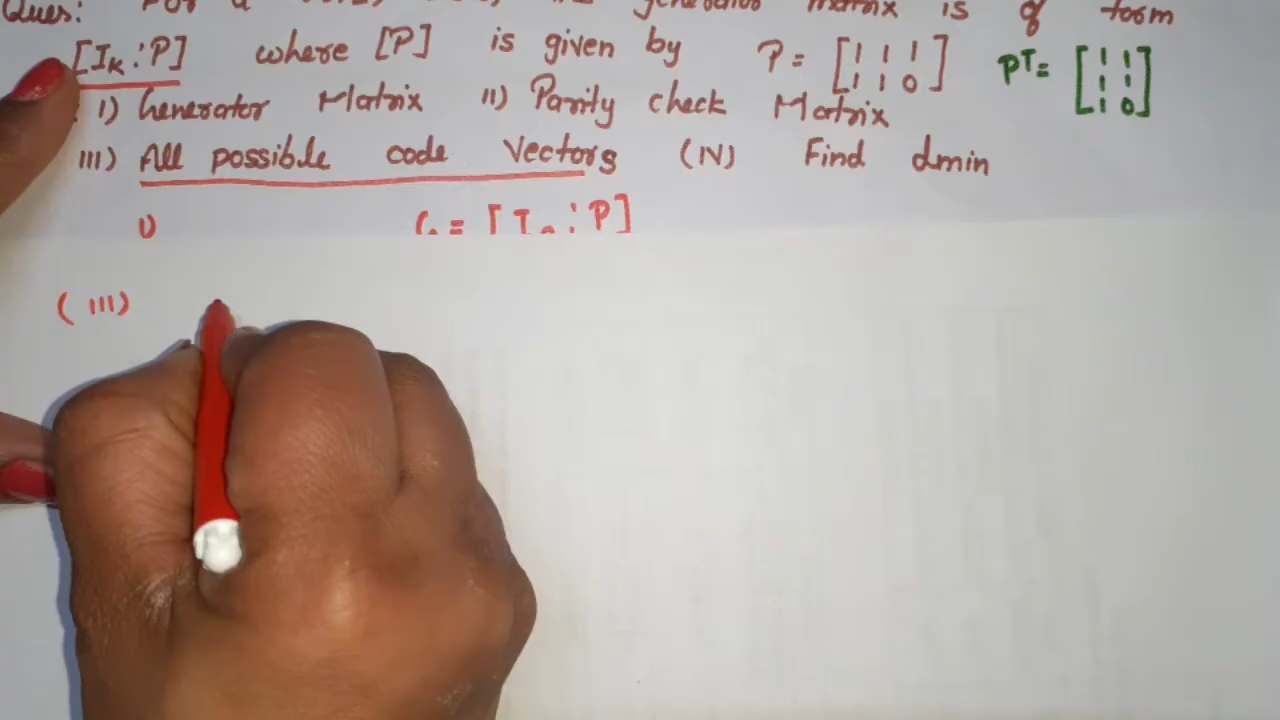 Ques: For a generator matrix is of form
[Ik : P] where [P] is given by P = [1 1 1 1 1 0] PT = [1 1 1 1 1 0]
i) Generator Matrix ii) Parity check Matrix
iii) All possible code vectors (iv) Find dmin
i) G = [I : P]
(iii)